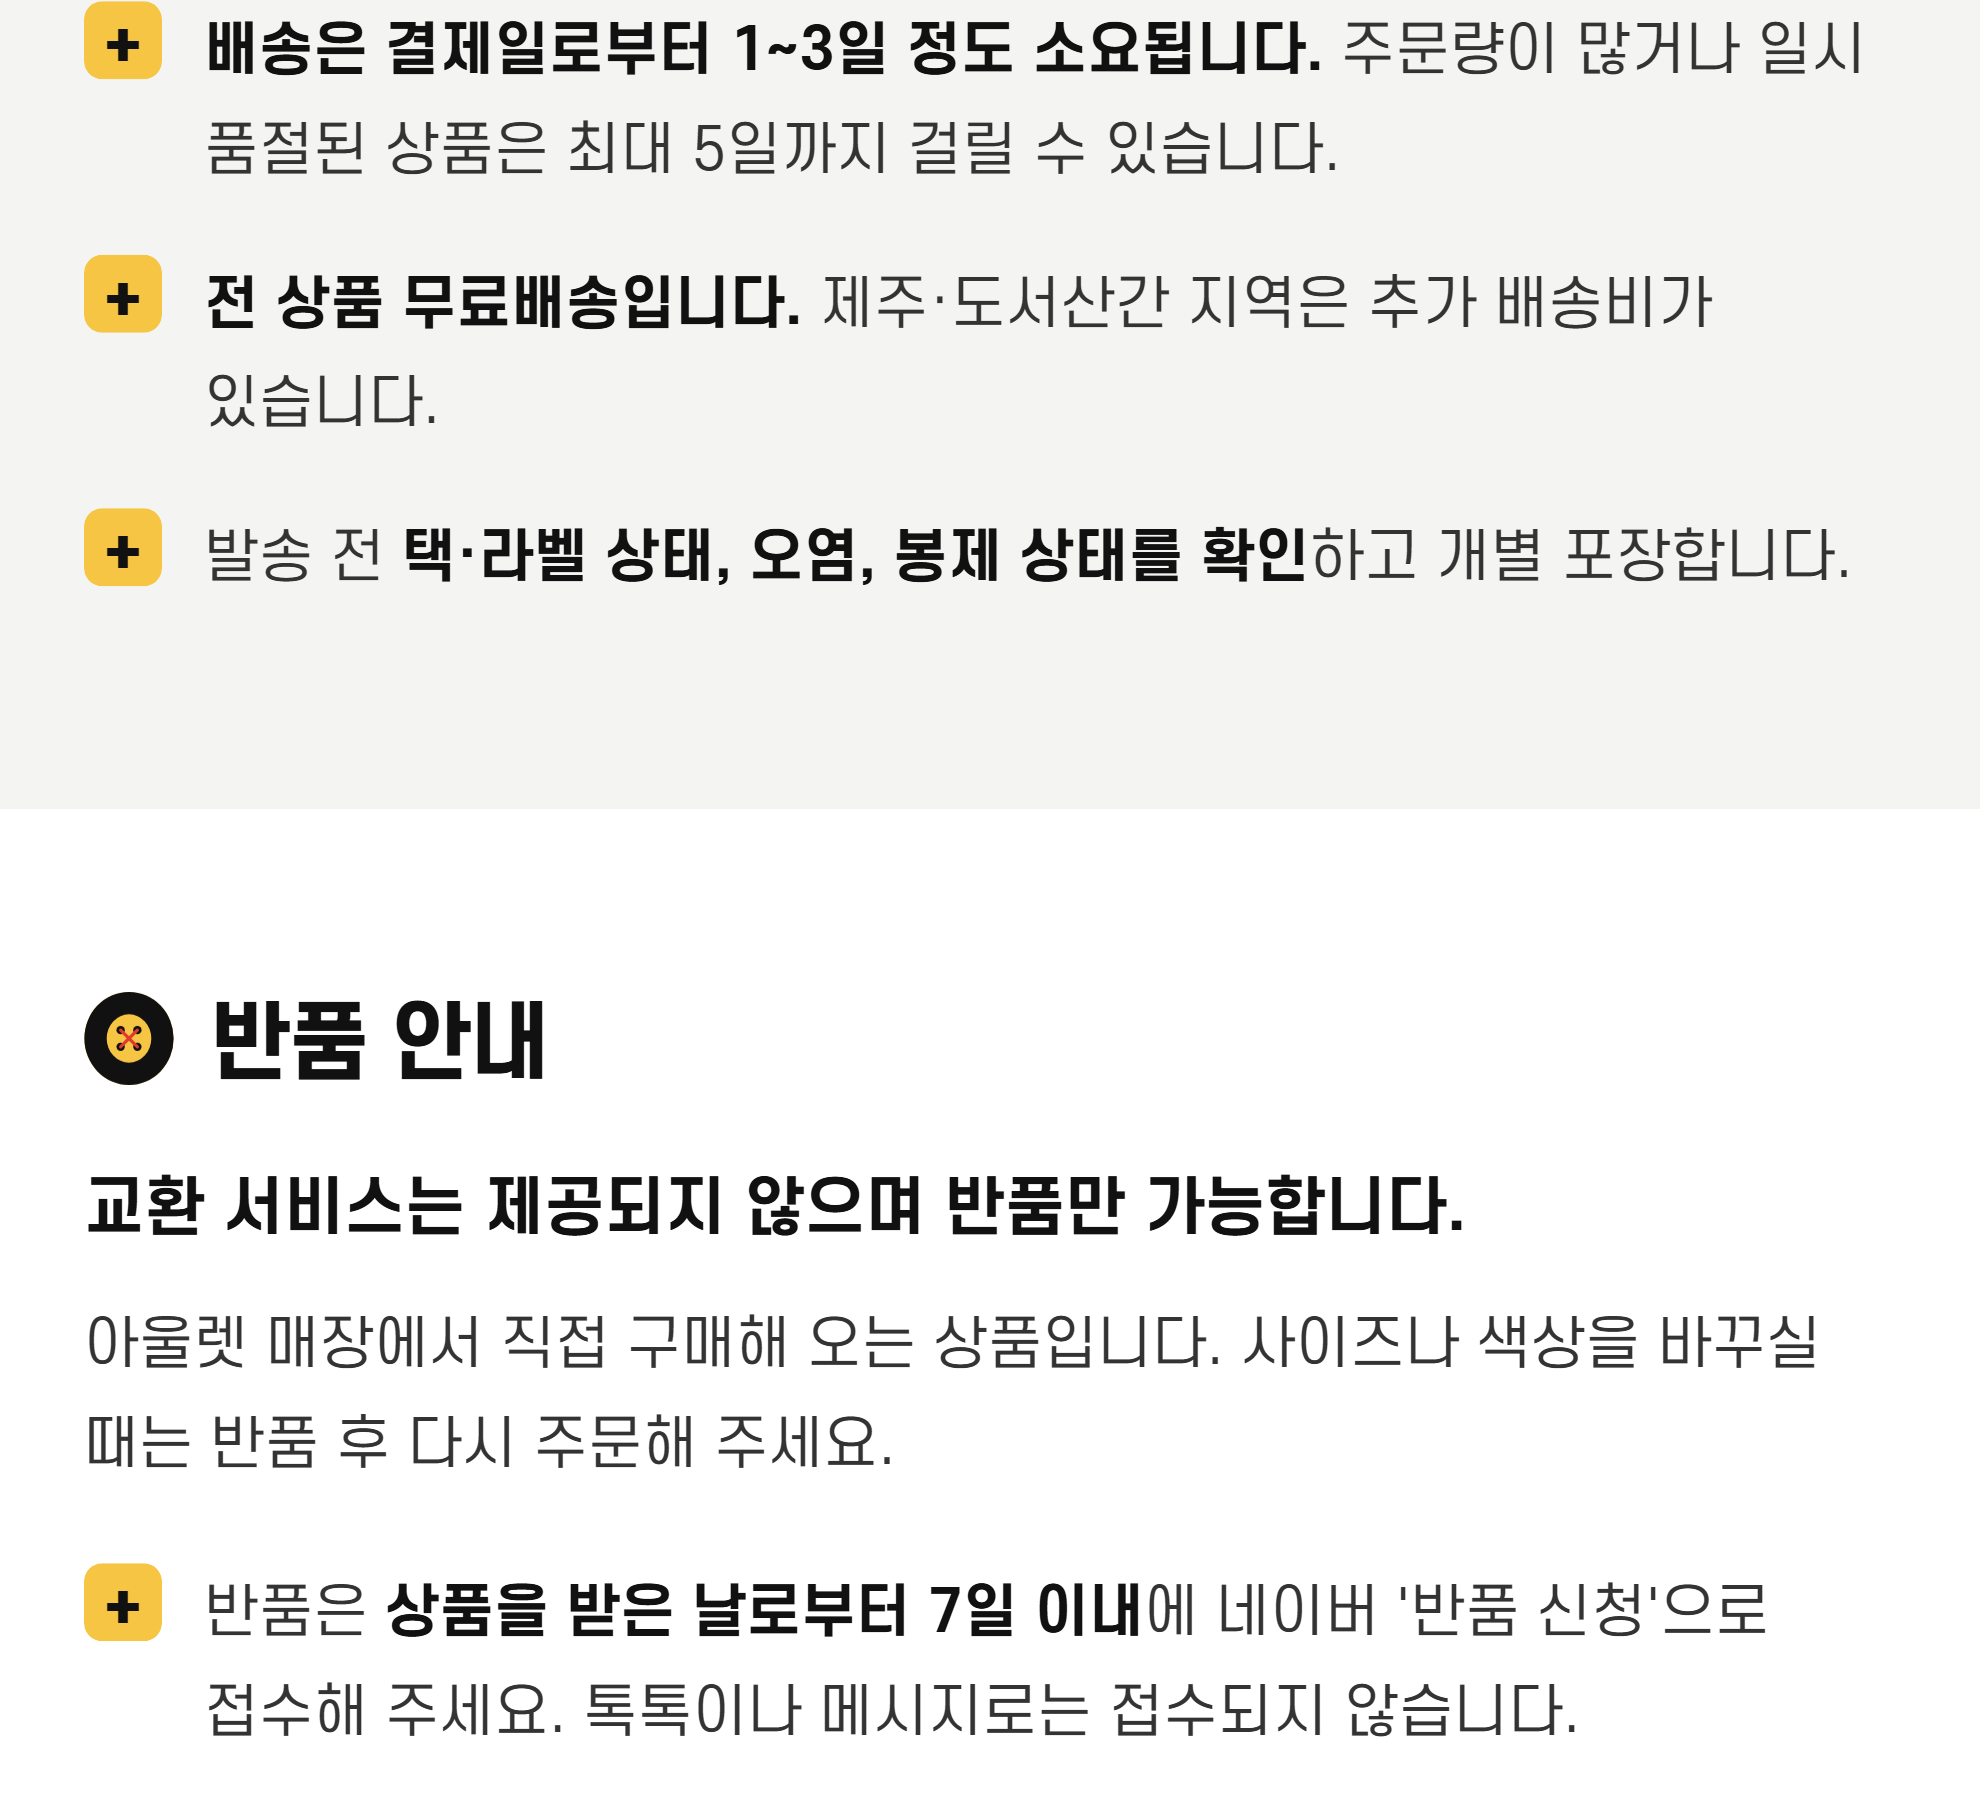 배송은 결제일로부터 1~3일 정도 소요됩니다. 주문량이 많거나 일시
품절된 상품은 최대 5일까지 걸릴 수 있습니다.
전 상품 무료배송입니다. 제주·도서산간 지역은 추가 배송비가
있습니다.
발송 전 택·라벨 상태, 오염, 봉제 상태를 확인하고 개별 포장합니다.
반품 안내
교환 서비스는 제공되지 않으며 반품만 가능합니다.
아울렛 매장에서 직접 구매해 오는 상품입니다. 사이즈나 색상을 바꾸실
때는 반품 후 다시 주문해 주세요.
반품은 상품을 받은 날로부터 7일 이내에 네이버 '반품 신청'으로
접수해 주세요. 톡톡이나 메시지로는 접수되지 않습니다.